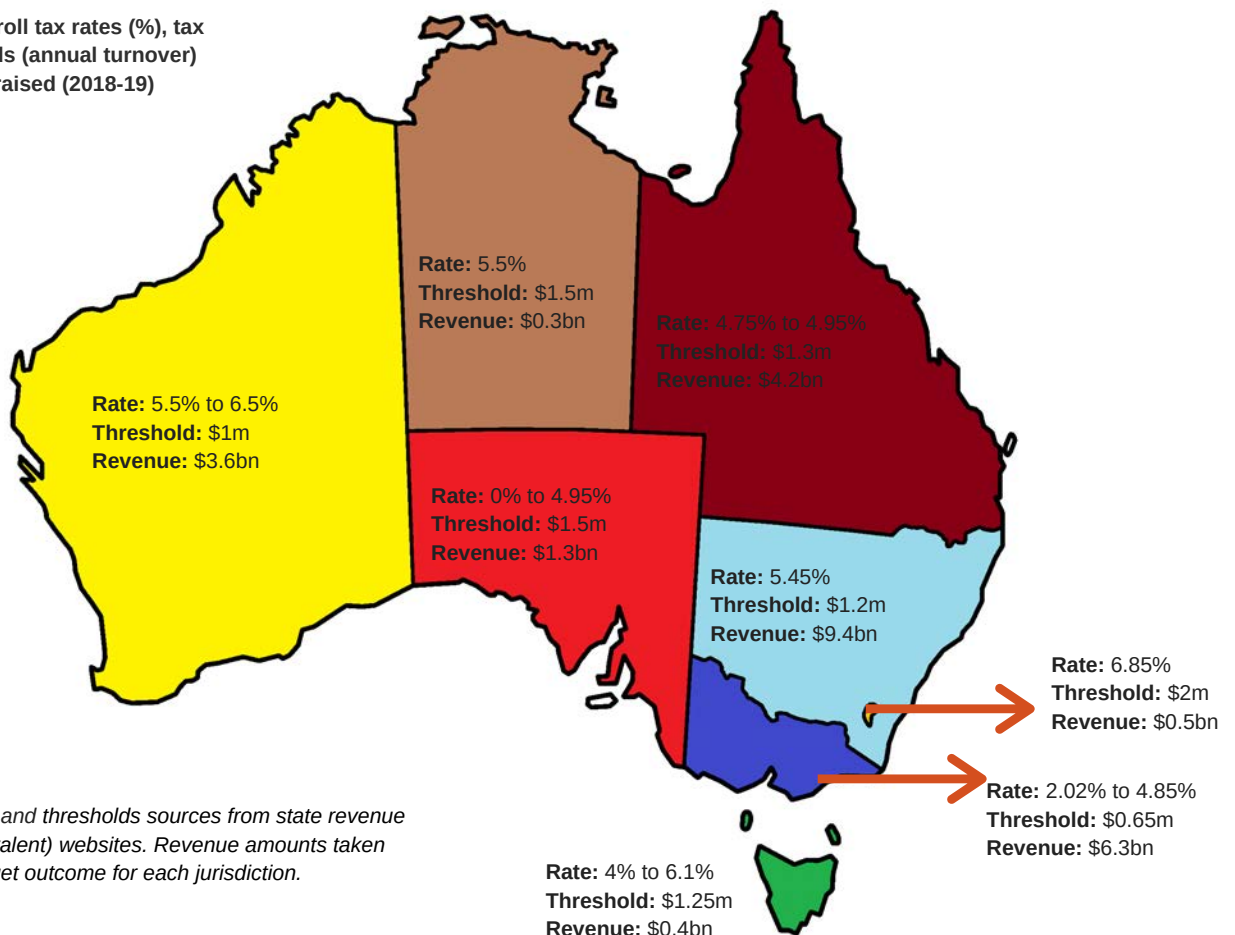 roll tax rates (%), tax
ds (annual turnover)
raised (2018-19)
Rate: 5.5%
Threshold: $1.5m
Revenue: $0.3bn
Rate: 4.75% to 4.95%
Threshold: $1.3m
Revenue: $4.2bn
Rate: 5.5% to 6.5%
Threshold: $1m
Revenue: $3.6bn
Rate: 0% to 4.95%
Threshold: $1.5m
Revenue: $1.3bn
Rate: 5.45%
Threshold: $1.2m
Revenue: $9.4bn
Rate: 6.85%
Threshold: $2m
Revenue: $0.5bn
Rate: 2.02% to 4.85%
Threshold: $0.65m
Revenue: $6.3bn
and thresholds sources from state revenue
alent) websites. Revenue amounts taken
et outcome for each jurisdiction.
Rate: 4% to 6.1%
Threshold: $1.25m
Revenue: $0.4bn